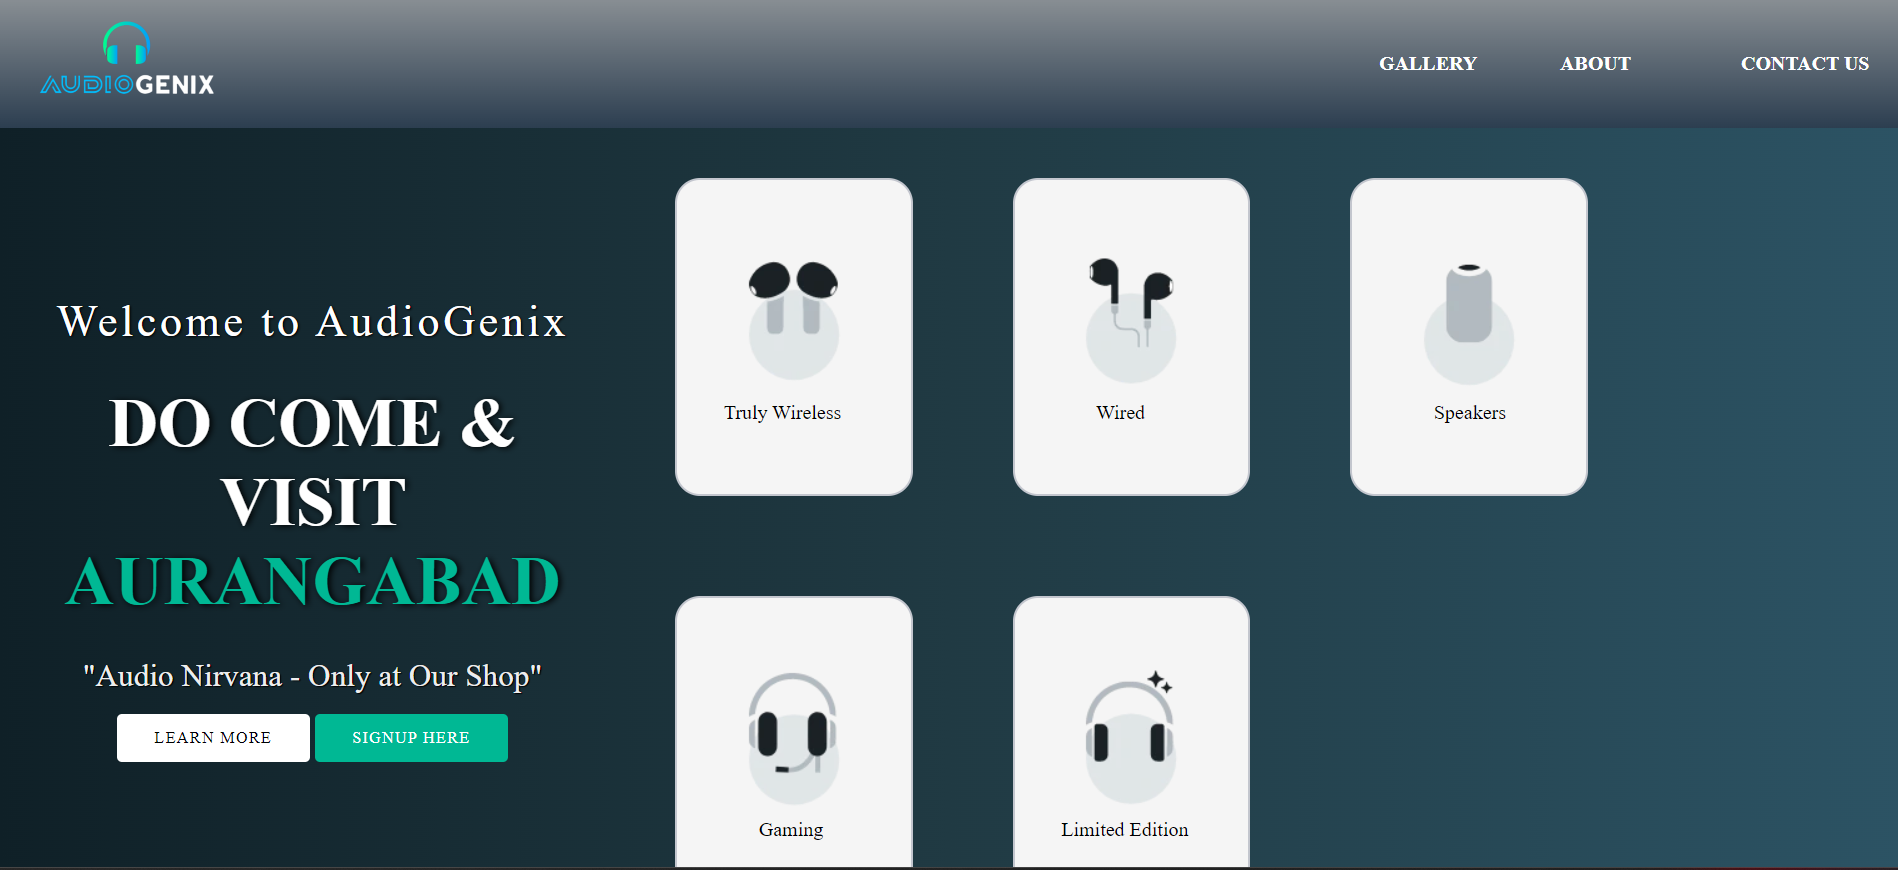 AUDIOGENIX
GALLERY
ABOUT
CONTACT US
Welcome to AudioGenix
DO COME &
VISIT
AURANGABAD
"Audio Nirvana - Only at Our Shop"
LEARN MORE
SIGNUP HERE
Truly Wireless
Wired
Speakers
Gaming
Limited Edition